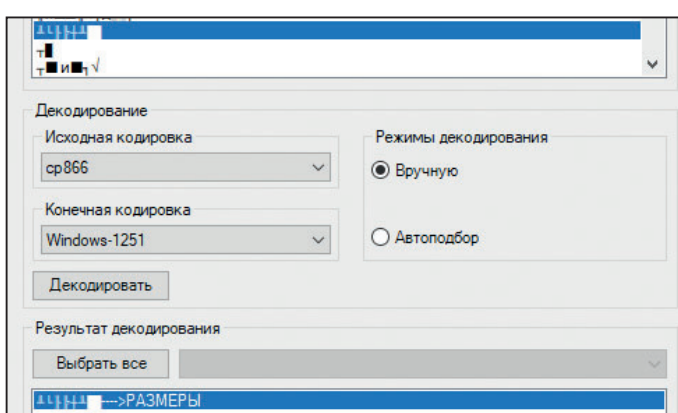 Декодирование
Исходная кодировка
cp866
Режимы декодирования
Вручную
Конечная кодировка
Windows-1251
Автоподбор
Декодировать
Результат декодирования
Выбрать все
--->РАЗМЕРЫ